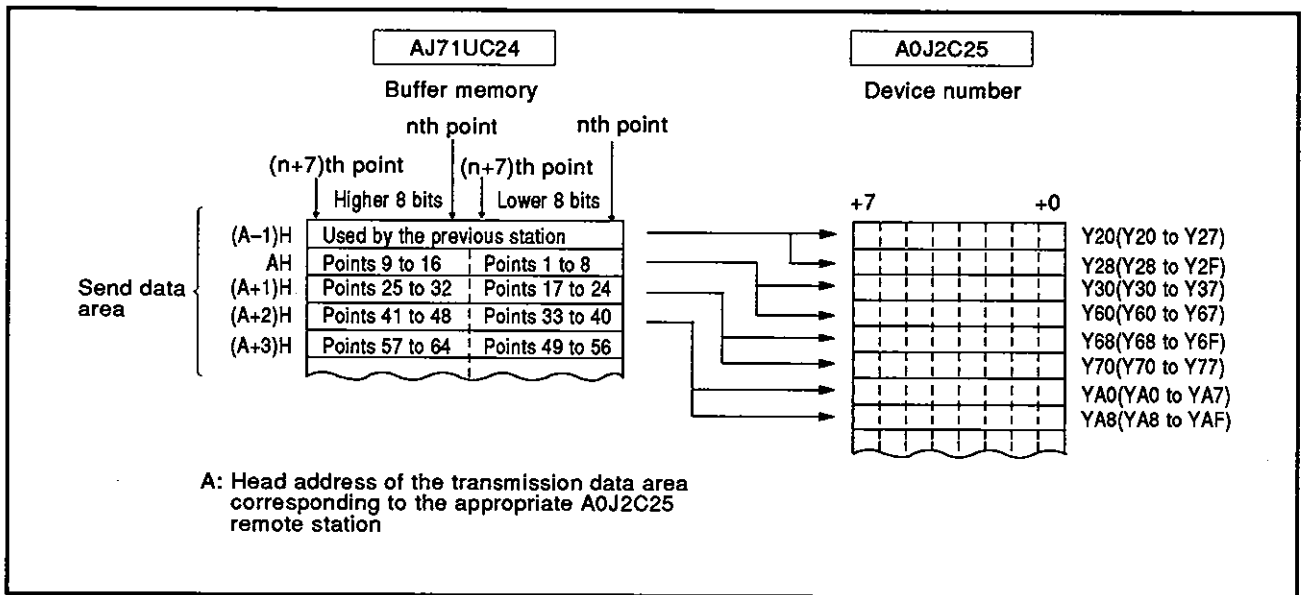 AJ71UC24
A0J2C25
Buffer memory
Device number
nth point
nth point
(n+7)th point
(n+7)th point
Higher 8 bits
Lower 8 bits
+7
+0
Send data
area
(A−1)H
Used by the previous station
AH
Points 9 to 16
Points 1 to 8
(A+1)H
Points 25 to 32
Points 17 to 24
(A+2)H
Points 41 to 48
Points 33 to 40
(A+3)H
Points 57 to 64
Points 49 to 56
Y20(Y20 to Y27)
Y28(Y28 to Y2F)
Y30(Y30 to Y37)
Y60(Y60 to Y67)
Y68(Y68 to Y6F)
Y70(Y70 to Y77)
YA0(YA0 to YA7)
YA8(YA8 to YAF)
A: Head address of the transmission data area
corresponding to the appropriate A0J2C25
remote station